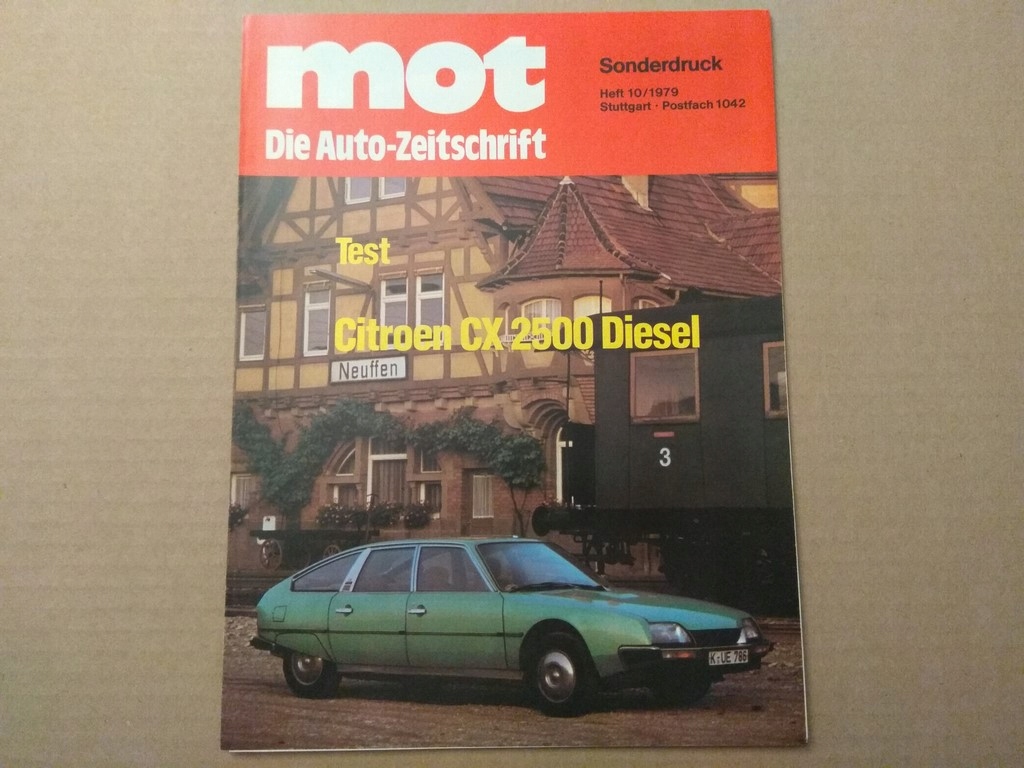 mot
Die Auto-Zeitschrift
Sonderdruck
Heft 10/1979
Stuttgart · Postfach 1042
Test
Citroen CX 2500 Diesel
Neuffen
3
K-UE 786